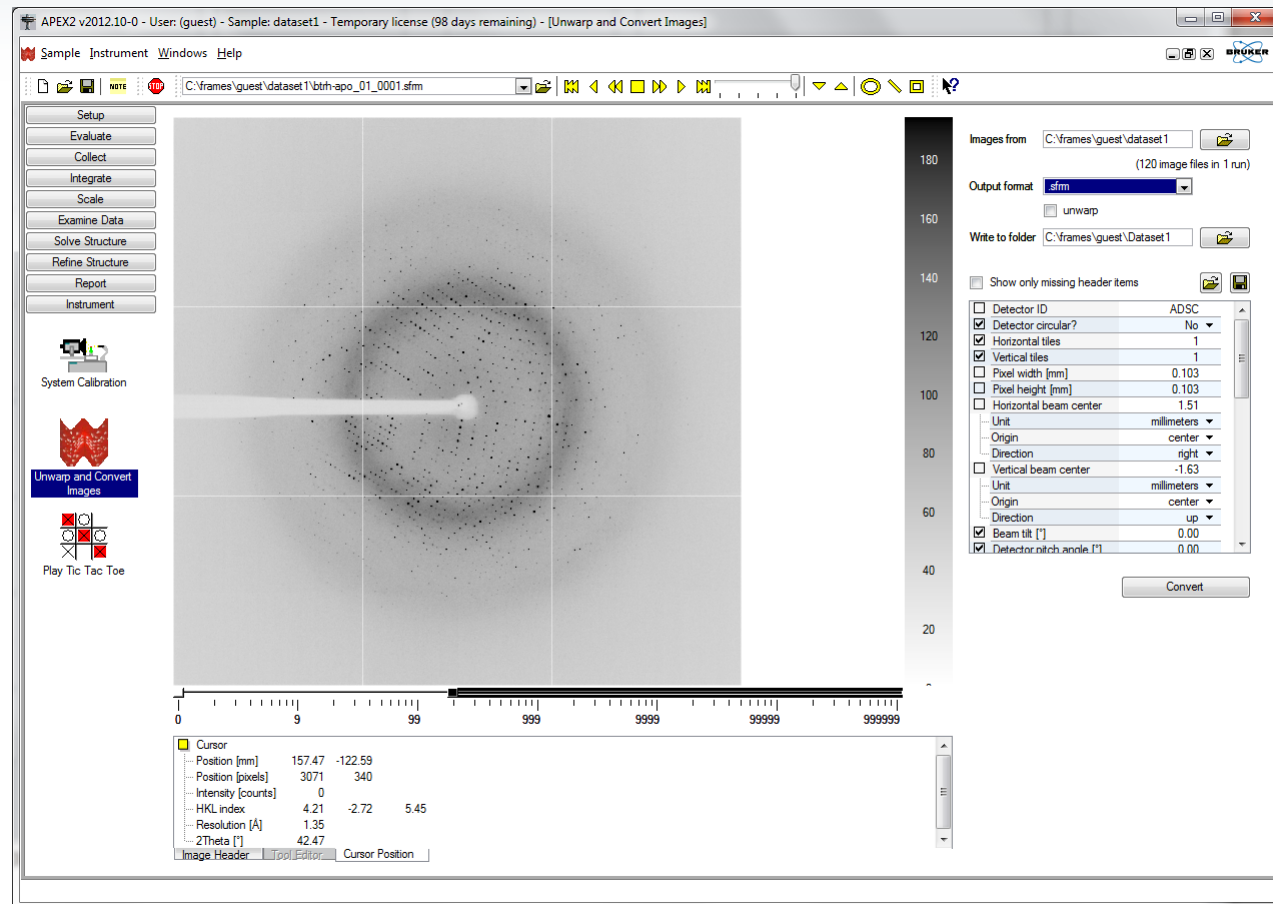 APEX2 v2012.10-0 - User: (guest) - Sample: dataset1 - Temporary license (98 days remaining) - [Unwarp and Convert Images]
Sample Instrument Windows Help
BRUKER
NOTE STOP C:\frames\guest\dataset1\btrh-apo_01_0001.sfrm
Setup
Evaluate
Collect
Integrate
Scale
Examine Data
Solve Structure
Refine Structure
Report
Instrument
System Calibration
Unwarp and Convert
Images
Play Tic Tac Toe
180
160
140
120
100
80
60
40
20
0 9 99 999 9999 99999 999999
Cursor
Position [mm] 157.47 -122.59
Position [pixels] 3071 340
Intensity [counts] 0
HKL index 4.21 -2.72 5.45
Resolution [Å] 1.35
2Theta [°] 42.47
Image Header Tool Editor Cursor Position
Images from C:\frames\guest\dataset1
(120 image files in 1 run)
Output format .sfrm
unwarp
Write to folder C:\frames\guest\Dataset1
Show only missing header items
Detector ID ADSC
Detector circular? No
Horizontal tiles 1
Vertical tiles 1
Pixel width [mm] 0.103
Pixel height [mm] 0.103
Horizontal beam center 1.51
Unit millimeters
Origin center
Direction right
Vertical beam center -1.63
Unit millimeters
Origin center
Direction up
Beam tilt [°] 0.00
Detector pitch angle [°] 0.00
Convert